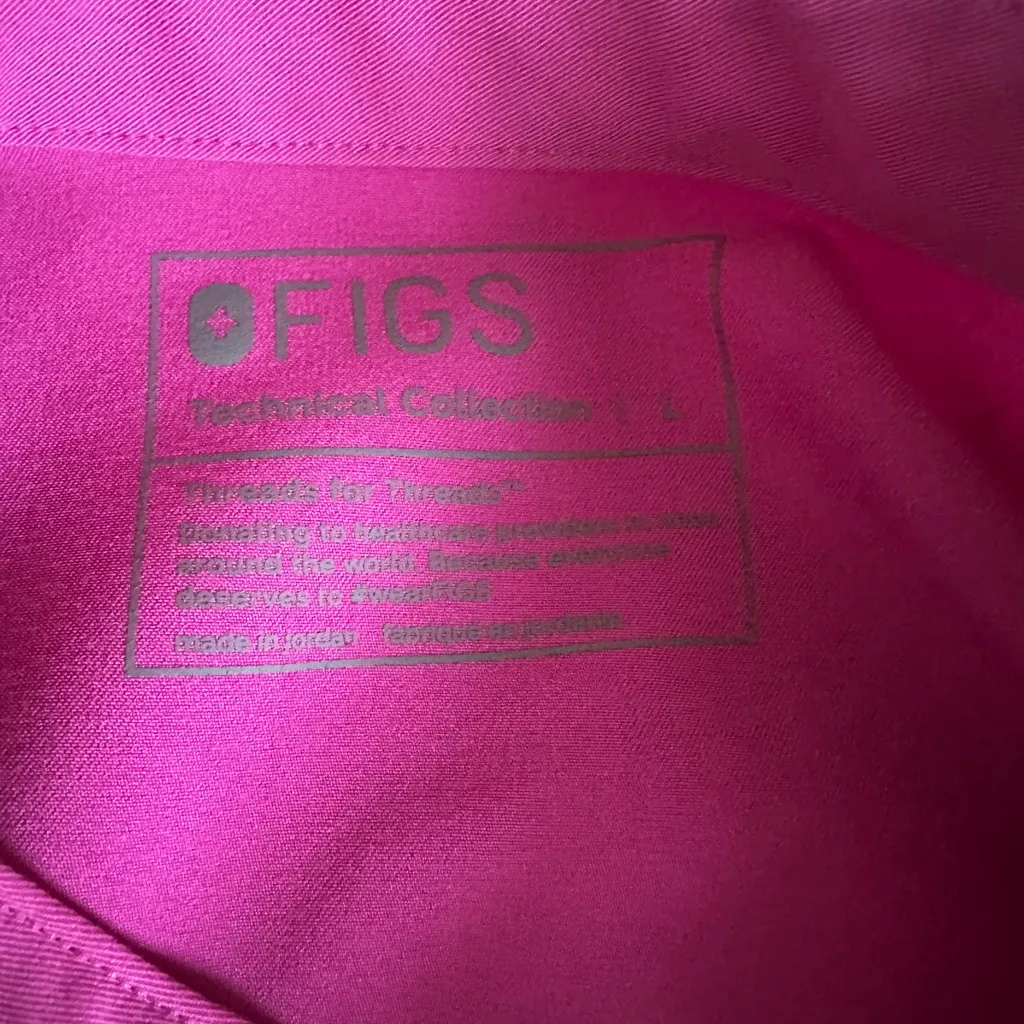 FIGS
Technical Collection | L
Threads for Threads™
Donating to healthcare providers in need
around the world. Because everyone
deserves to #wearFIGS
made in jordan fabriqué en jordanie